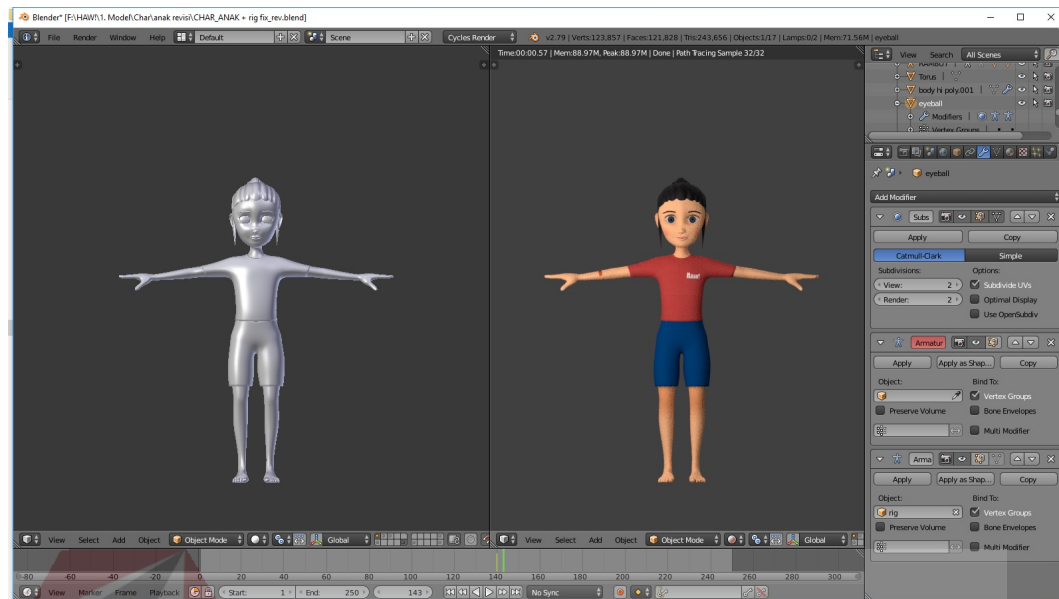 Blender* [F:\HAW!\1. Model\Char\anak revisi\CHAR_ANAK + rig fix_rev.blend]
File Render Window Help Default Scene Cycles Render v2.79 | Verts:123,857 | Faces:121,828 | Tris:243,656 | Objects:1/17 | Lamps:0/2 | Mem:71.56M | eyeball
Time:00:00.57 | Mem:88.97M, Peak:88.97M | Done | Path Tracing Sample 32/32
View Search All Scenes
Torus
body hi poly.001
eyeball
Modifiers
Vertex Groups
eyeball
Add Modifier
Subs
Apply Copy
Catmull-Clark Simple
Subdivisions: Options:
View: 2 Subdivide UVs
Render: 2 Optimal Display
Use OpenSubdiv
Armatur
Apply Apply as Shap... Copy
Object: Bind To:
Vertex Groups
Preserve Volume Bone Envelopes
Multi Modifier
Arma
Apply Apply as Shap... Copy
Object: Bind To:
rig Vertex Groups
Preserve Volume Bone Envelopes
Multi Modifier
View Select Add Object Object Mode Global
View Select Add Object Object Mode Global
-80 -60 -40 -20 0 20 40 60 80 100 120 140 160 180 200 220 240 260 280 300
View Marker Frame Playback Start: 1 End: 250 143 No Sync